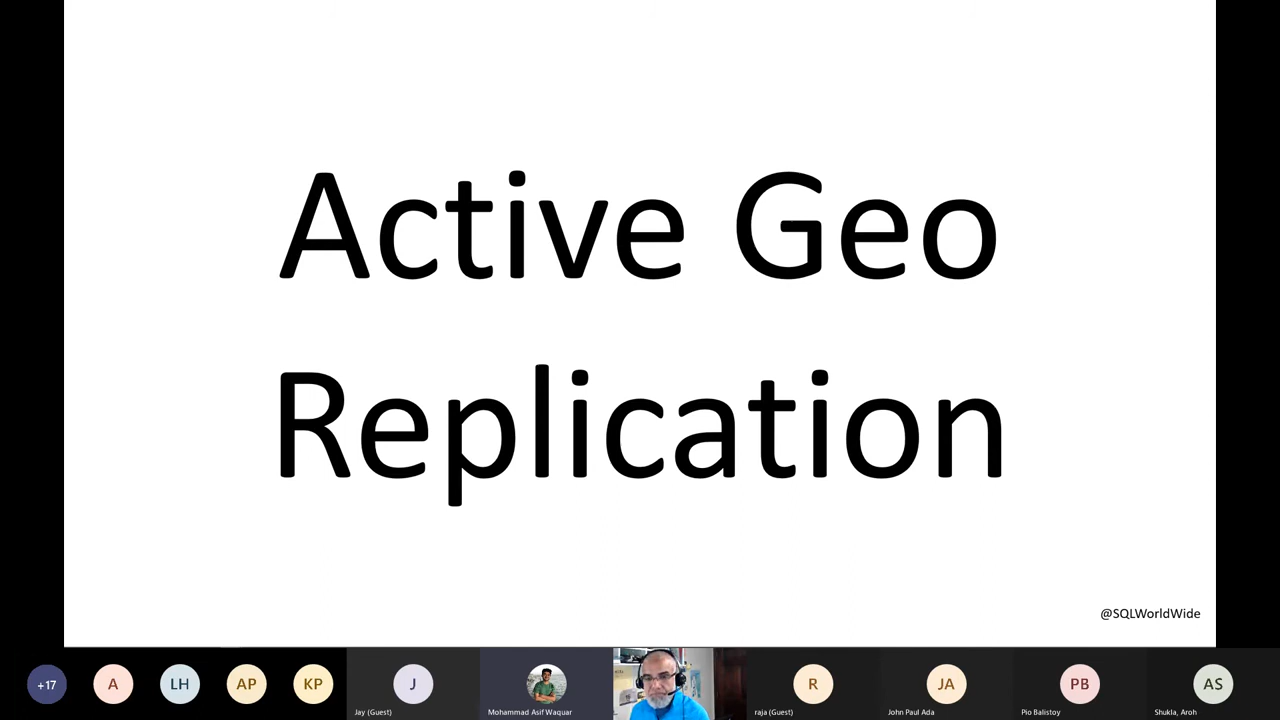 Active Geo
Replication
@SQLWorldWide
+17
A
LH
AP
KP
J
R
JA
PB
AS
Jay (Guest)
Mohammad Asif Waquar
raja (Guest)
John Paul Ada
Pio Balistoy
Shukla, Aroh